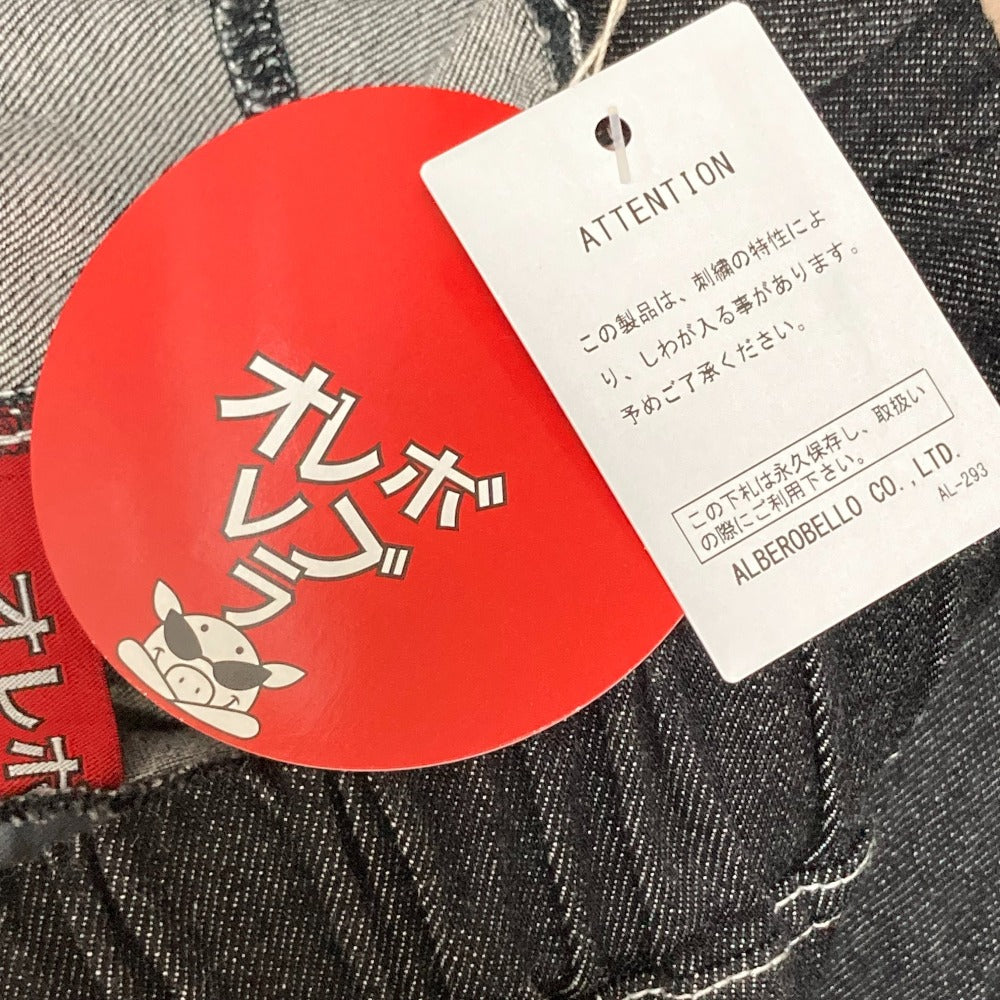 オレボ
レブ
ラ
オレボ
ATTENTION
この製品は、刺繍の特性によ
り、しわが入る事があります。
予めご了承ください。
この下札は永久保存し、取扱い
の際にご利用下さい。
ALBEROBELLO CO.,LTD.
AL-293